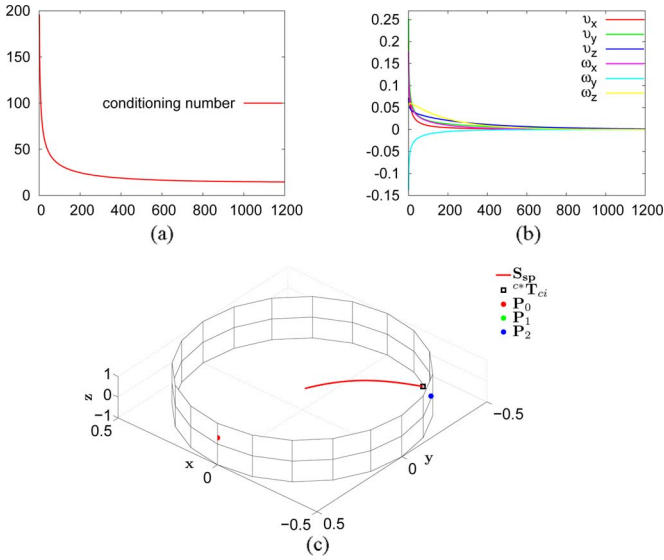 200
150
100
50
0
conditioning number
0 200 400 600 800 1000 1200
(a)
0.25
0.2
0.15
0.1
0.05
0
-0.05
-0.1
-0.15
υx
υy
υz
ωx
ωy
ωz
0 200 400 600 800 1000 1200
(b)
Ssp
c*Tci
P0
P1
P2
z
1
0
−1
0.5
x
0
−0.5
0.5
0
y
−0.5
(c)